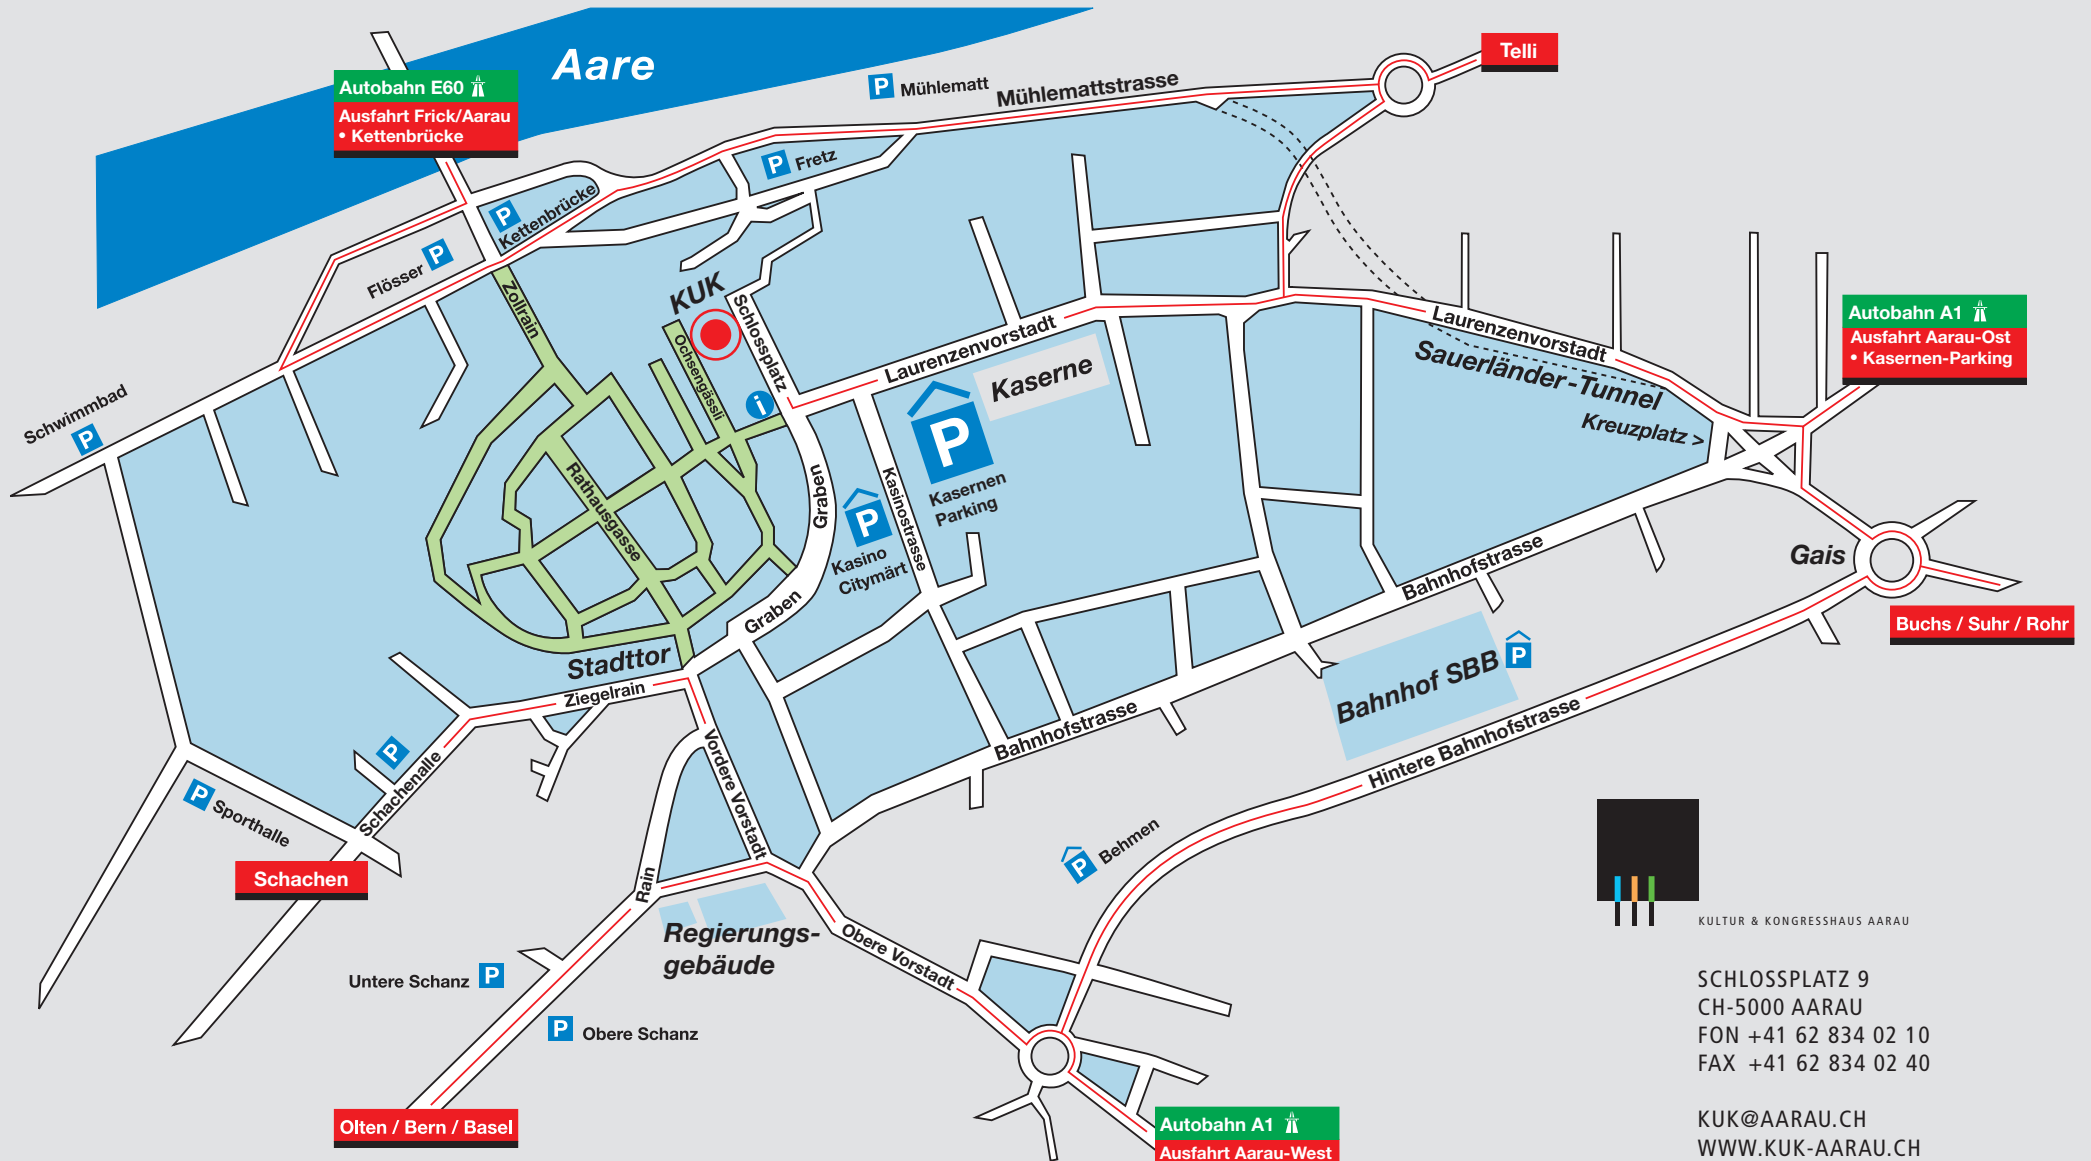 Aare
Telli
Autobahn E60
Ausfahrt Frick/Aarau
• Kettenbrücke
P Mühlematt
Mühlemattstrasse
P Fretz
P Kettenbrücke
Flösser P
Zollrain
KUK
Schlossplatz
Ochsengässli
i
Laurenzenvorstadt
Kaserne
Laurenzenvorstadt
Sauerländer-Tunnel
Kreuzplatz >
Autobahn A1
Ausfahrt Aarau-Ost
• Kasernen-Parking
Schwimmbad
P
Rathausgasse
Graben
P
Kasernen
Parking
Kasinostrasse
P
Kasino
Citymärt
Graben
Bahnhofstrasse
Gais
Buchs / Suhr / Rohr
Stadttor
Ziegelrain
Bahnhof SBB P
Bahnhofstrasse
Hintere Bahnhofstrasse
Vordere Vorstadt
P
Schachenalle
P Sporthalle
Schachen
P Behmen
Rain
Regierungs-
gebäude
Obere Vorstadt
Untere Schanz P
P Obere Schanz
Olten / Bern / Basel
Autobahn A1
Ausfahrt Aarau-West
KULTUR & KONGRESSHAUS AARAU
SCHLOSSPLATZ 9
CH-5000 AARAU
FON +41 62 834 02 10
FAX +41 62 834 02 40
KUK@AARAU.CH
WWW.KUK-AARAU.CH